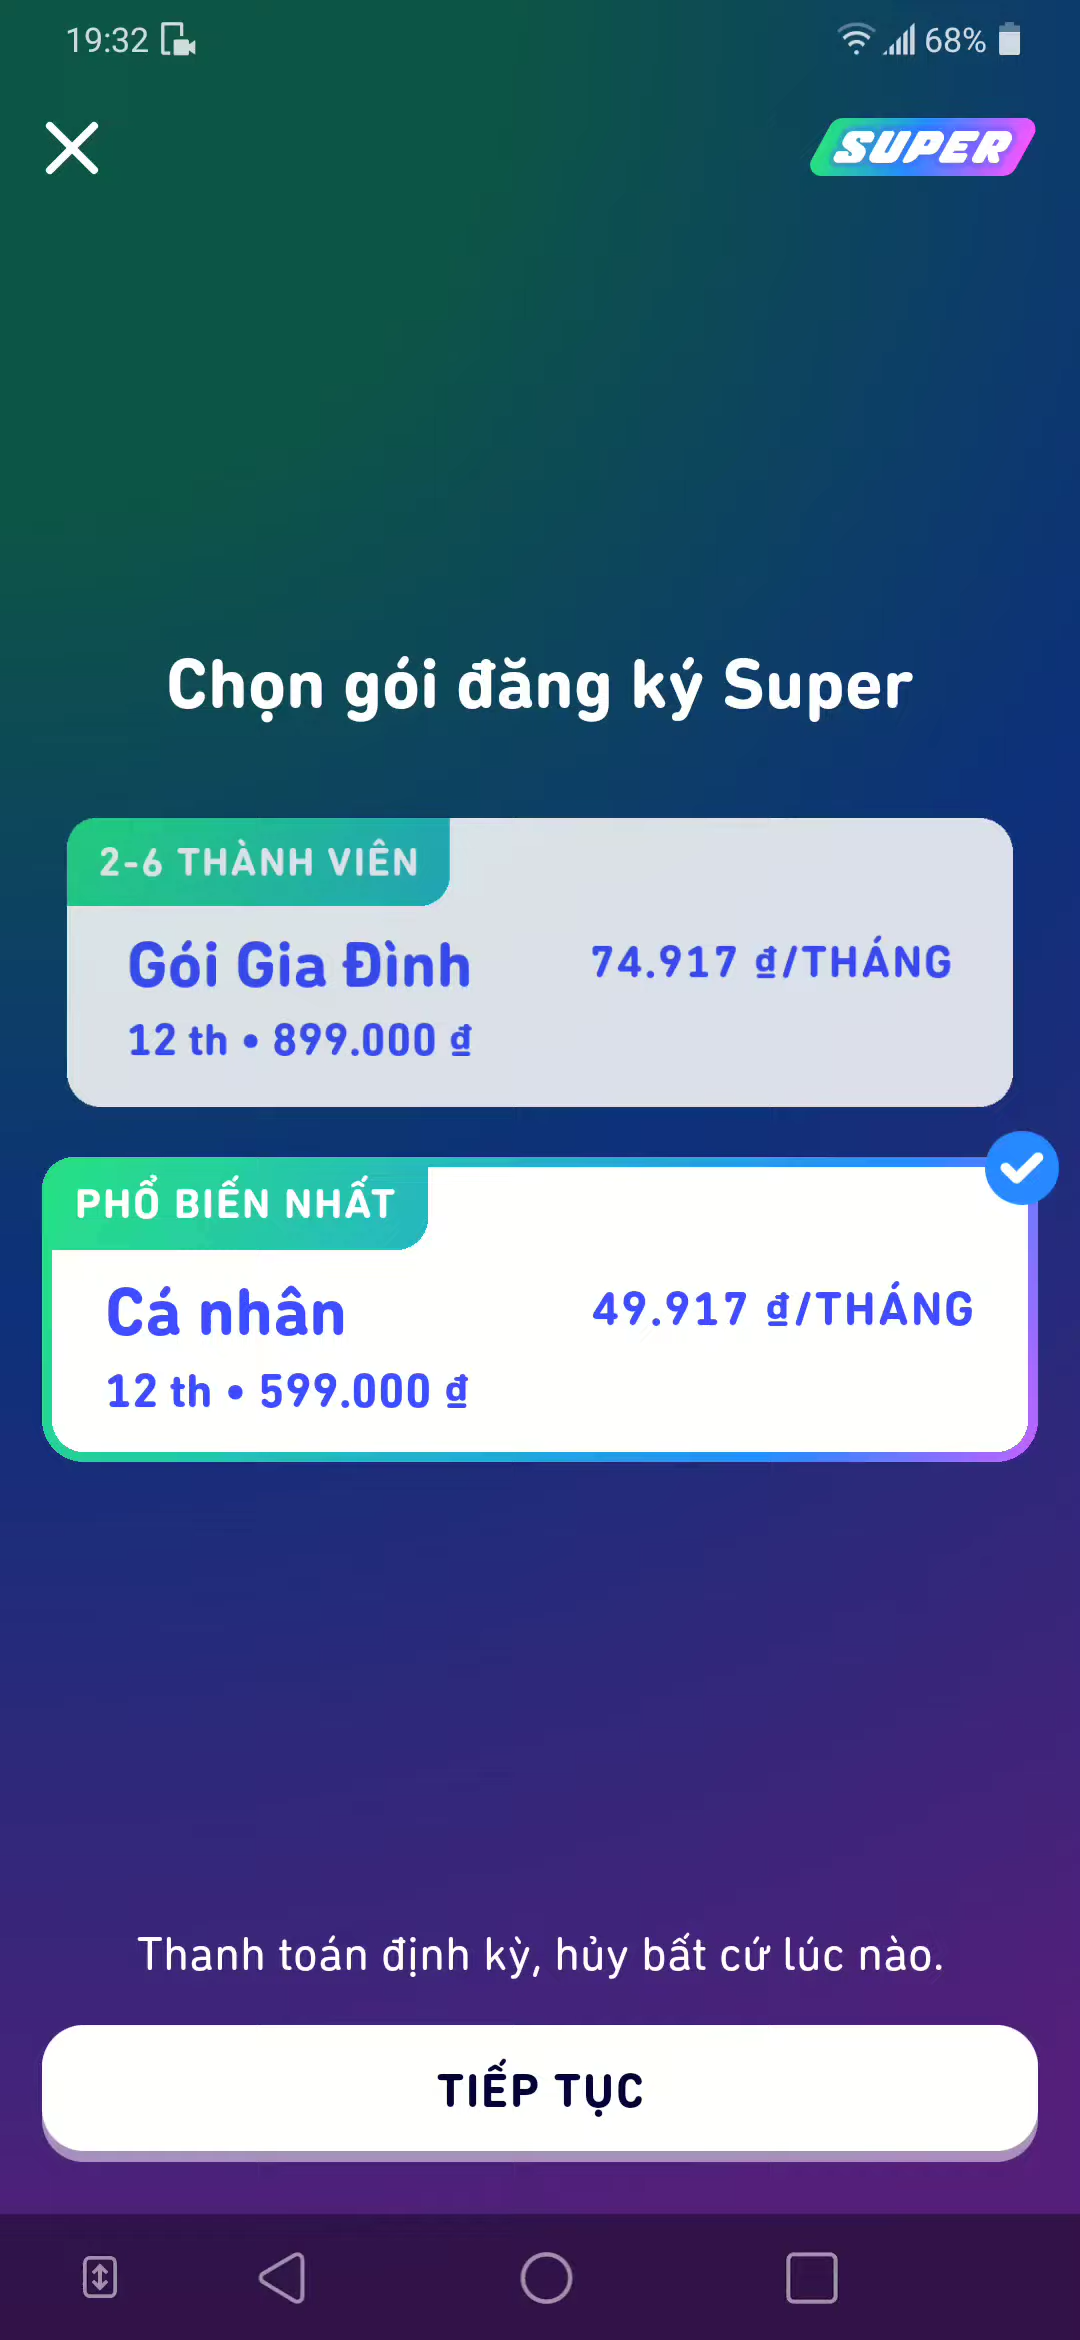 19:32
68%
SUPER
Chọn gói đăng ký Super
2-6 THÀNH VIÊN
Gói Gia Đình
74.917 ₫/THÁNG
12 th • 899.000 ₫
PHỔ BIẾN NHẤT
Cá nhân
49.917 ₫/THÁNG
12 th • 599.000 ₫
Thanh toán định kỳ, hủy bất cứ lúc nào.
TIẾP TỤC